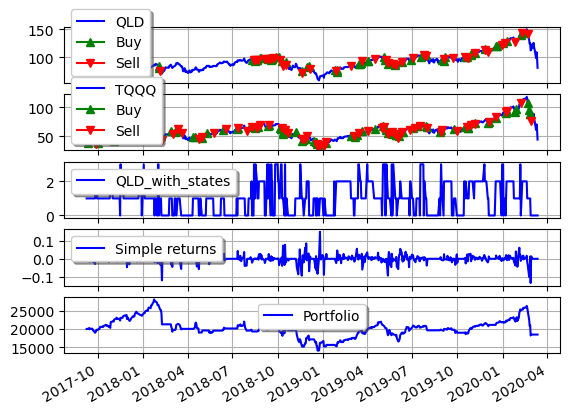 150
QLD
Buy
100
Sell
TQQQ
100
Buy
50
Sell
2
QLD_with_states
0
0.1
Simple returns
0.0
−0.1
25000
Portfolio
20000
15000
2017-10 2018-01 2018-04 2018-07 2018-10 2019-01 2019-04 2019-07 2019-10 2020-01 2020-04